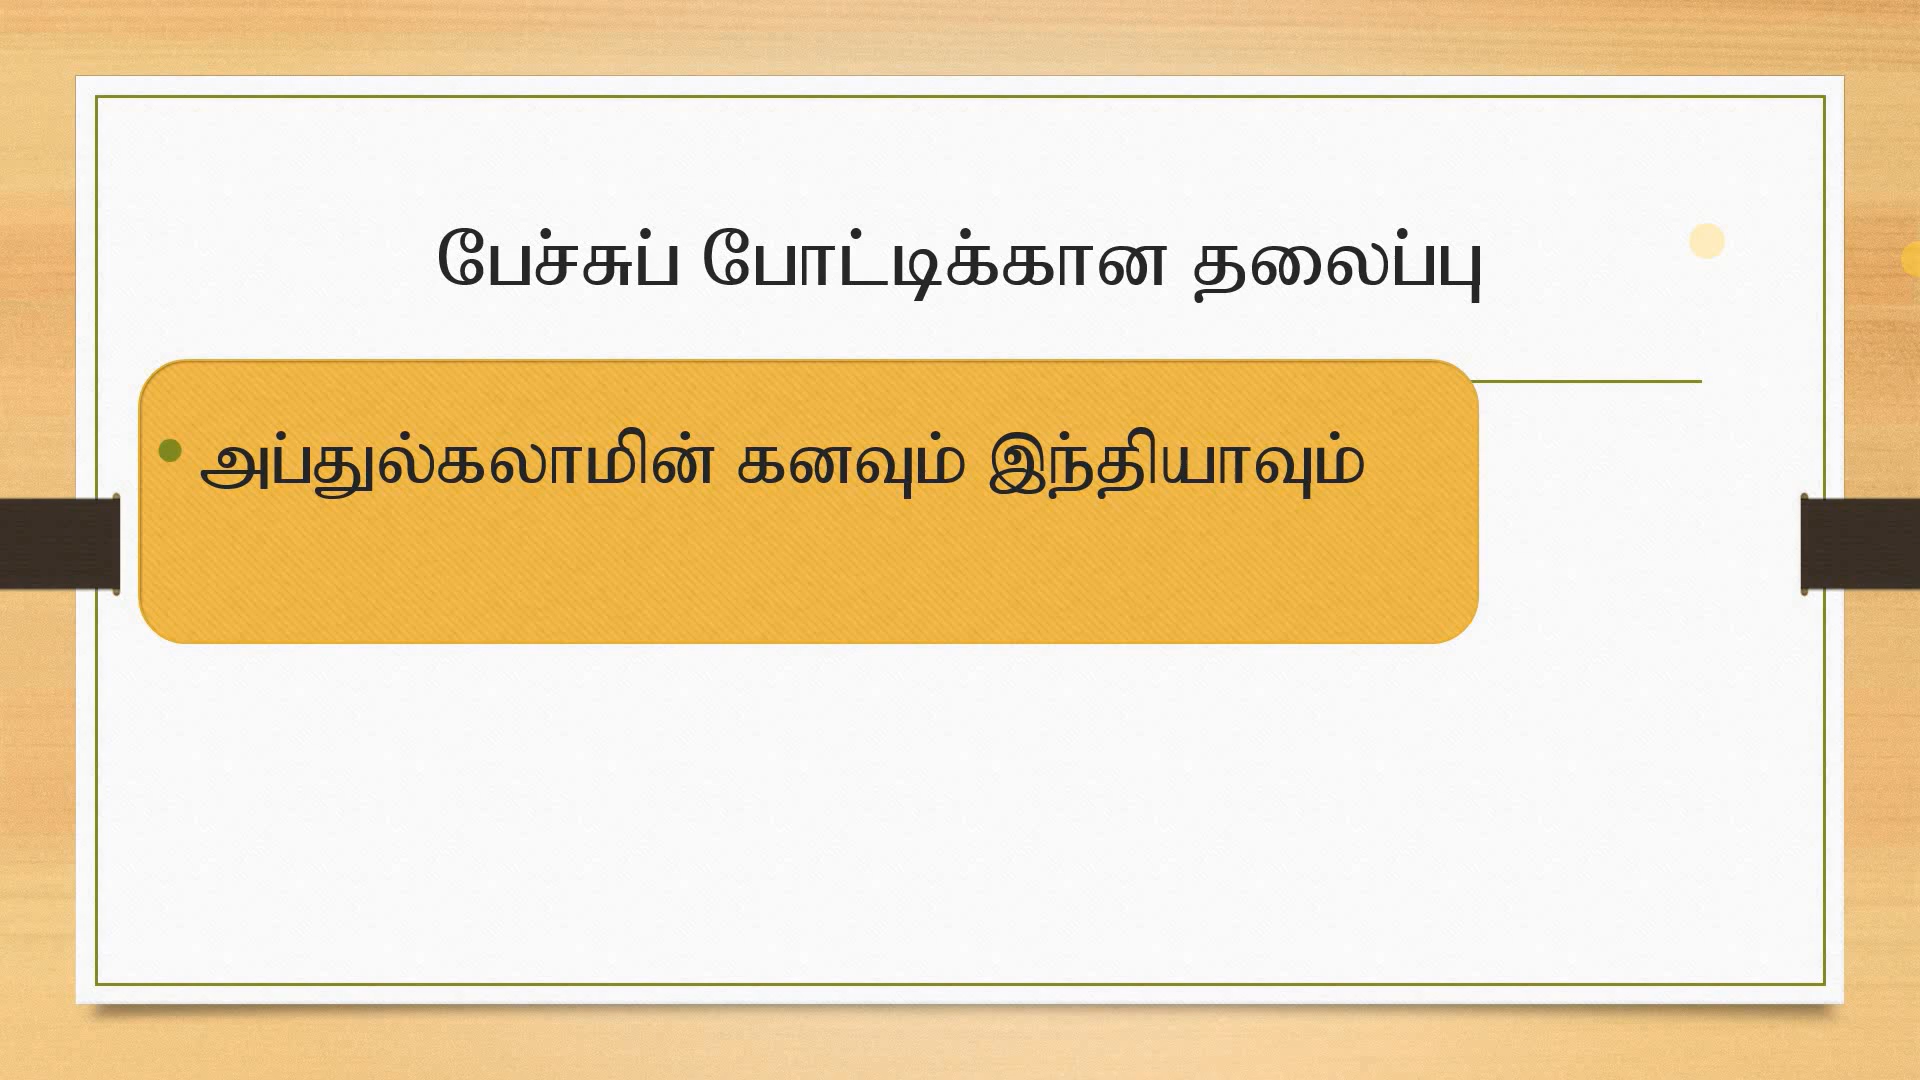 பேச்சுப் போட்டிக்கான தலைப்பு
அப்துல்கலாமின் கனவும் இந்தியாவும்